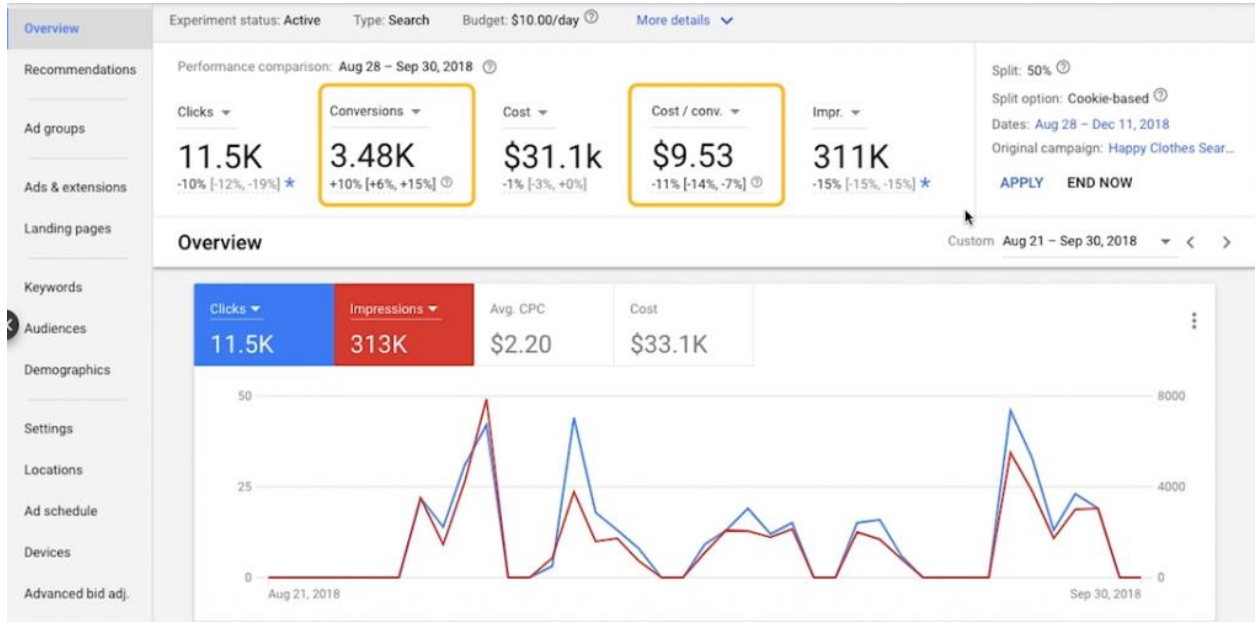 Overview
Recommendations
Ad groups
Ads & extensions
Landing pages
Keywords
Audiences
Demographics
Settings
Locations
Ad schedule
Devices
Advanced bid adj.
Experiment status: Active Type: Search Budget: $10.00/day More details
Performance comparison: Aug 28 – Sep 30, 2018
Clicks
11.5K
-10% [-12%, -19%] *
Conversions
3.48K
+10% [+6%, +15%]
Cost
$31.1k
-1% [-3%, +0%]
Cost / conv.
$9.53
-11% [-14%, -7%]
Impr.
311K
-15% [-15%, -15%] *
Split: 50%
Split option: Cookie-based
Dates: Aug 28 – Dec 11, 2018
Original campaign: Happy Clothes Sear...
APPLY END NOW
Overview
Custom Aug 21 – Sep 30, 2018
Clicks
11.5K
Impressions
313K
Avg. CPC
$2.20
Cost
$33.1K
50
25
0
8000
4000
0
Aug 21, 2018
Sep 30, 2018